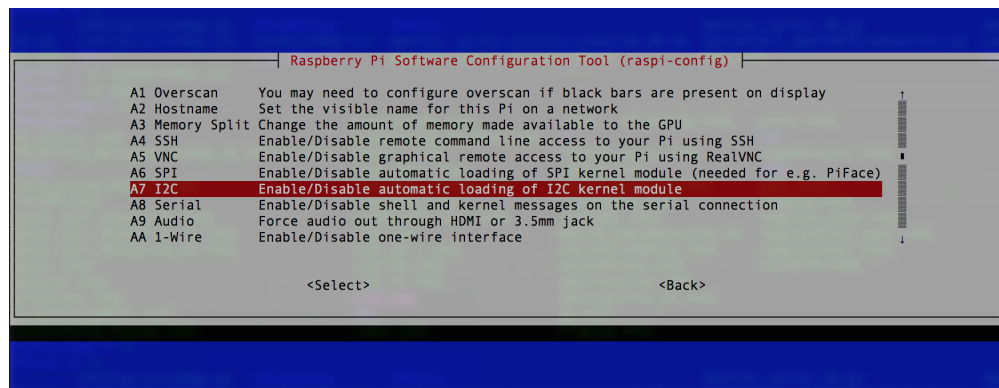 Raspberry Pi Software Configuration Tool (raspi-config)
A1 Overscan You may need to configure overscan if black bars are present on display
A2 Hostname Set the visible name for this Pi on a network
A3 Memory Split Change the amount of memory made available to the GPU
A4 SSH Enable/Disable remote command line access to your Pi using SSH
A5 VNC Enable/Disable graphical remote access to your Pi using RealVNC
A6 SPI Enable/Disable automatic loading of SPI kernel module (needed for e.g. PiFace)
A7 I2C Enable/Disable automatic loading of I2C kernel module
A8 Serial Enable/Disable shell and kernel messages on the serial connection
A9 Audio Force audio out through HDMI or 3.5mm jack
AA 1-Wire Enable/Disable one-wire interface
<Select> <Back>